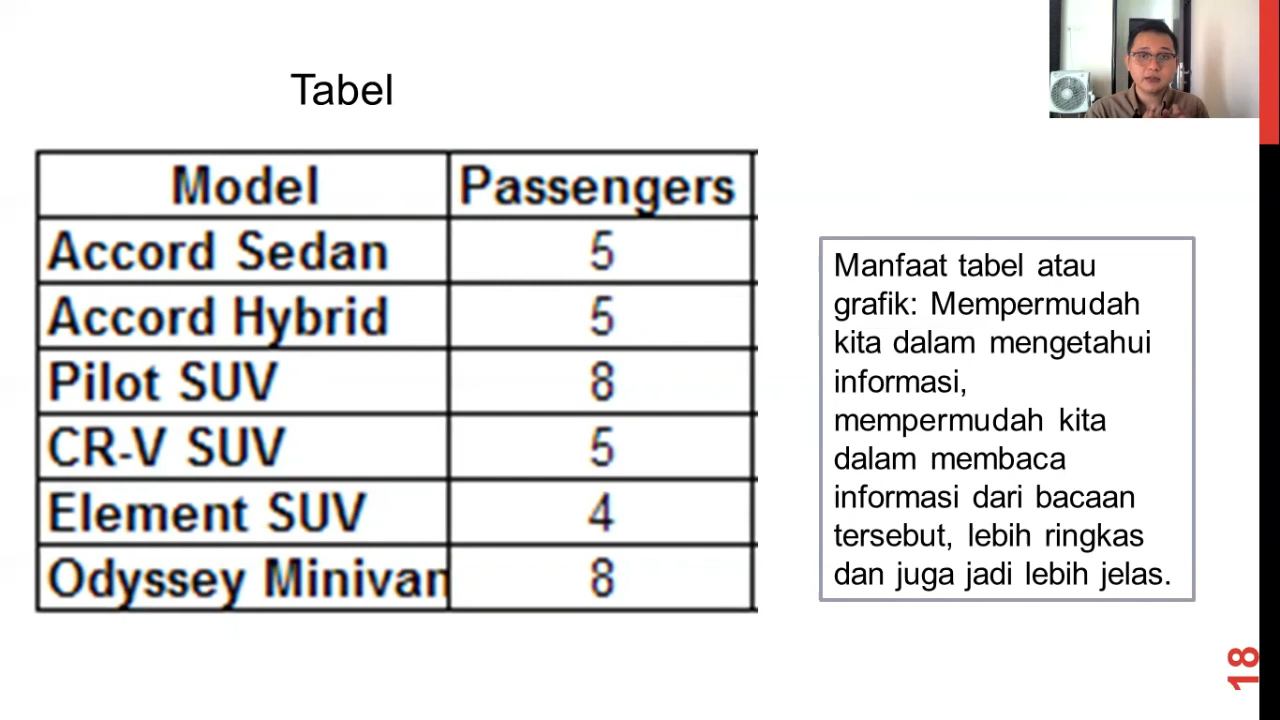 Tabel
Model Passengers
Accord Sedan 5
Accord Hybrid 5
Pilot SUV 8
CR-V SUV 5
Element SUV 4
Odyssey Minivan 8
Manfaat tabel atau
grafik: Mempermudah
kita dalam mengetahui
informasi,
mempermudah kita
dalam membaca
informasi dari bacaan
tersebut, lebih ringkas
dan juga jadi lebih jelas.
18